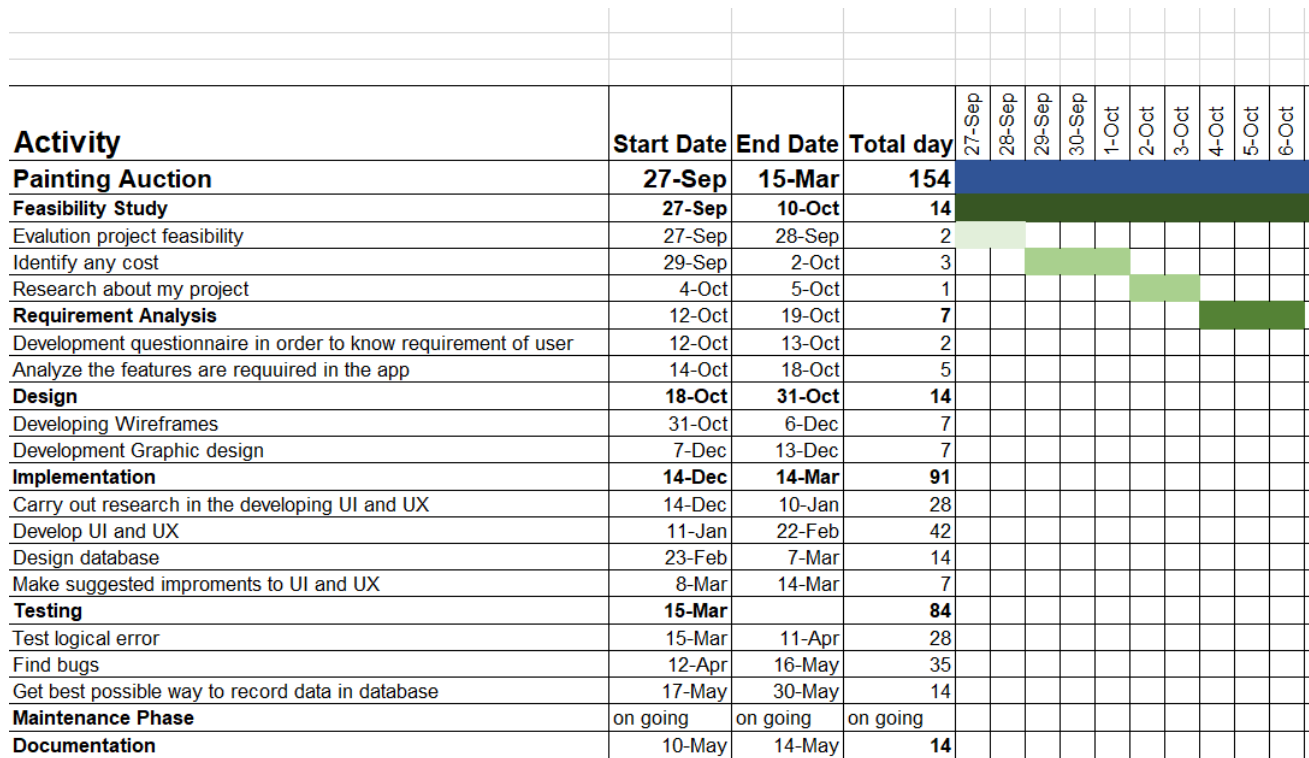 Activity Start Date End Date Total day 27-Sep 28-Sep 29-Sep 30-Sep 1-Oct 2-Oct 3-Oct 4-Oct 5-Oct 6-Oct
Painting Auction 27-Sep 15-Mar 154
Feasibility Study 27-Sep 10-Oct 14
Evalution project feasibility 27-Sep 28-Sep 2
Identify any cost 29-Sep 2-Oct 3
Research about my project 4-Oct 5-Oct 1
Requirement Analysis 12-Oct 19-Oct 7
Development questionnaire in order to know requirement of user 12-Oct 13-Oct 2
Analyze the features are requuired in the app 14-Oct 18-Oct 5
Design 18-Oct 31-Oct 14
Developing Wireframes 31-Oct 6-Dec 7
Development Graphic design 7-Dec 13-Dec 7
Implementation 14-Dec 14-Mar 91
Carry out research in the developing UI and UX 14-Dec 10-Jan 28
Develop UI and UX 11-Jan 22-Feb 42
Design database 23-Feb 7-Mar 14
Make suggested improments to UI and UX 8-Mar 14-Mar 7
Testing 15-Mar 84
Test logical error 15-Mar 11-Apr 28
Find bugs 12-Apr 16-May 35
Get best possible way to record data in database 17-May 30-May 14
Maintenance Phase on going on going on going
Documentation 10-May 14-May 14